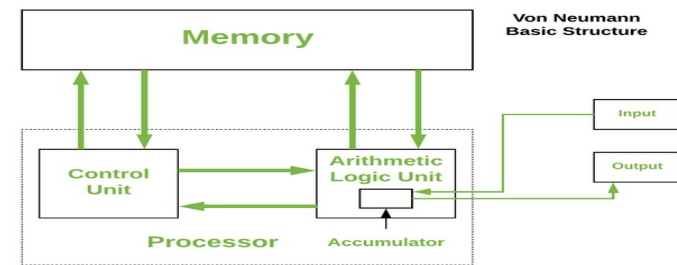 Memory
Von Neumann
Basic Structure
Input
Arithmetic
Logic Unit
Control
Unit
Output
Processor
Accumulator